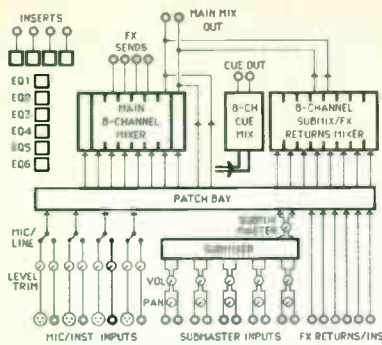 INSERTS
MAIN MIX
OUT
FX
SENDS
CUE OUT
EQ1
EQ2
EQ3
EQ4
EQ5
EQ6
MAIN
8-CHANNEL
MIXER
8-CH
CUE
MIX
8-CHANNEL
SUBMIX/FX
RETURNS MIXER
PATCH BAY
MIC/
LINE
LEVEL
TRIM
MASTER
VOL
PAN
MIC/INST INPUTS
SUBMASTER INPUTS
FX RETURNS/INS